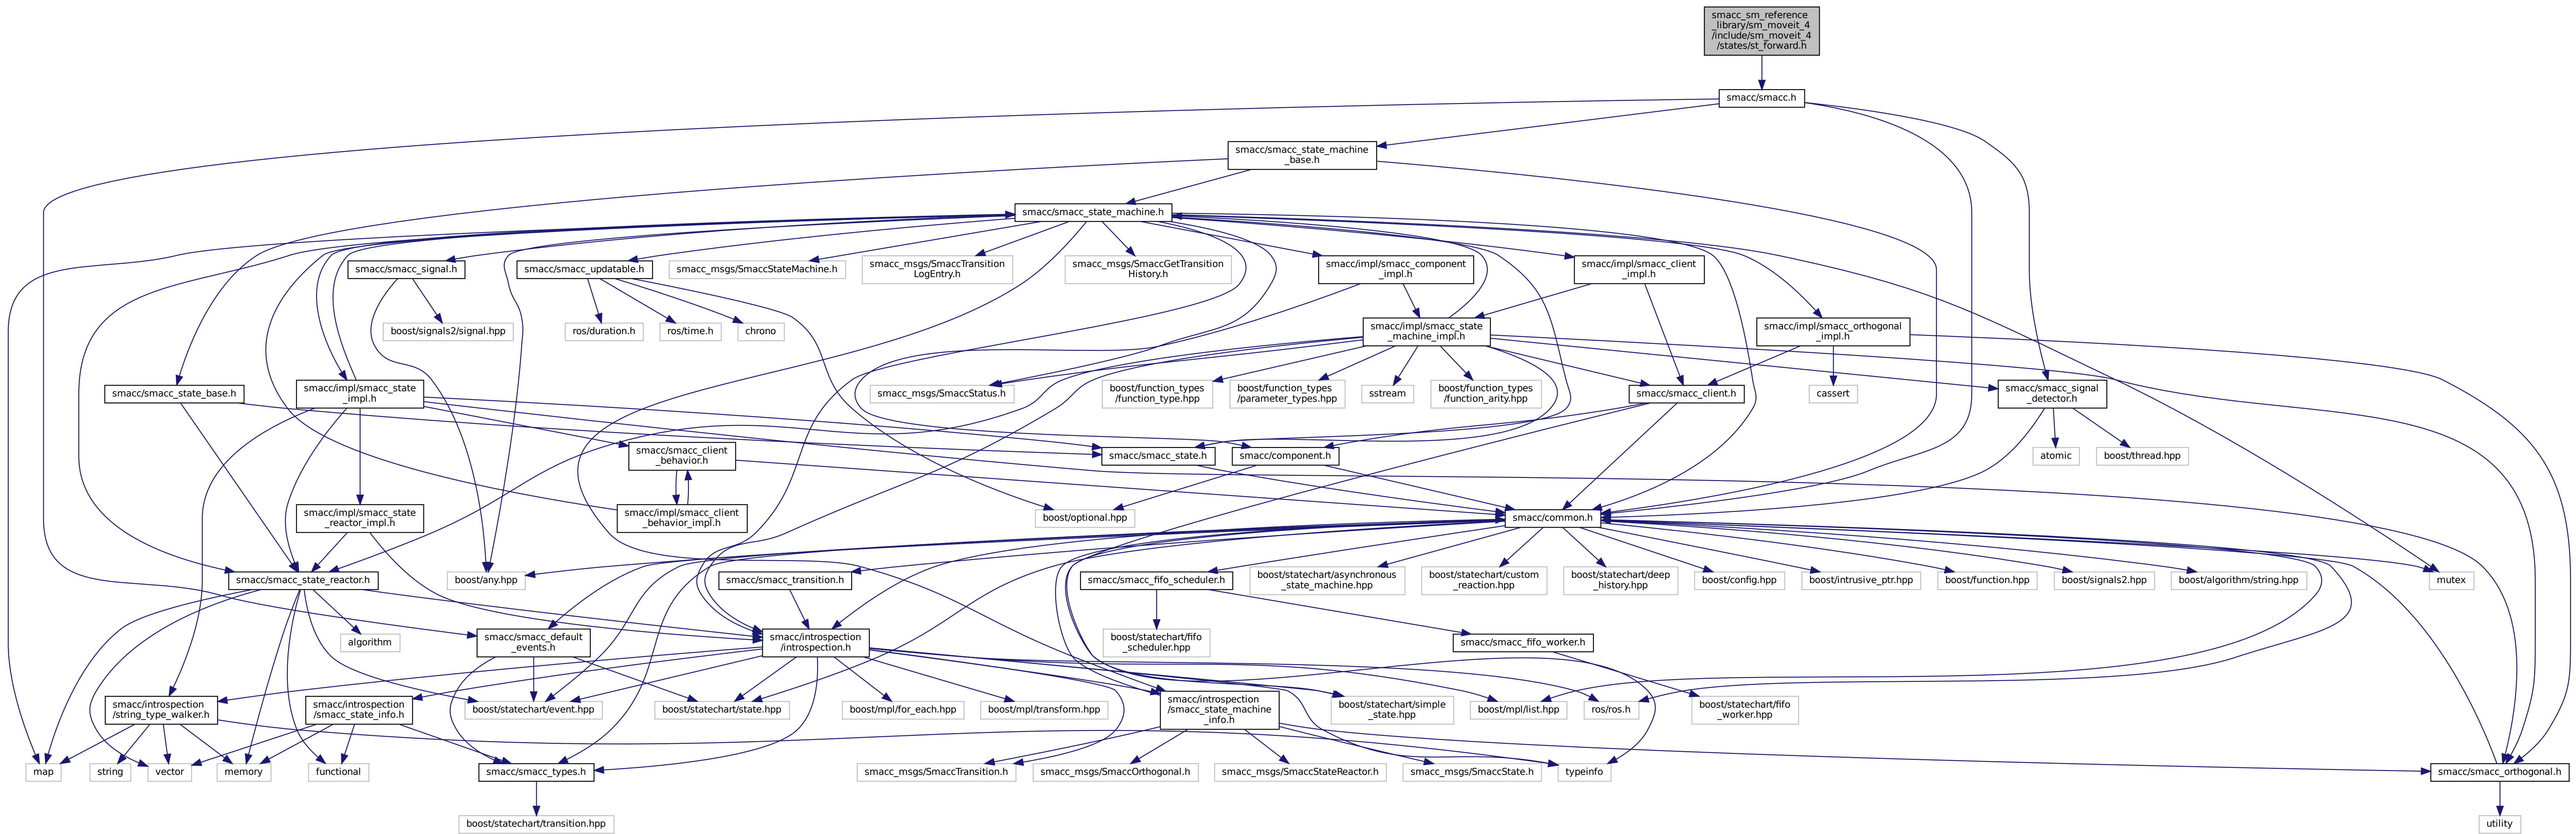 smacc_sm_reference
_library/sm_moveit_4
/include/sm_moveit_4
/states/st_forward.h
smacc/smacc.h
smacc/smacc_state_machine
_base.h
smacc/smacc_state_machine.h
smacc/smacc_signal.h
smacc/smacc_updatable.h
smacc_msgs/SmaccStateMachine.h
smacc_msgs/SmaccTransition
LogEntry.h
smacc_msgs/SmaccGetTransition
History.h
smacc/impl/smacc_component
_impl.h
smacc/impl/smacc_client
_impl.h
boost/signals2/signal.hpp
ros/duration.h
ros/time.h
chrono
smacc/impl/smacc_state
_machine_impl.h
smacc/impl/smacc_orthogonal
_impl.h
smacc/smacc_state_base.h
smacc/impl/smacc_state
_impl.h
smacc_msgs/SmaccStatus.h
boost/function_types
/function_type.hpp
boost/function_types
/parameter_types.hpp
sstream
boost/function_types
/function_arity.hpp
smacc/smacc_client.h
cassert
smacc/smacc_signal
_detector.h
smacc/smacc_client
_behavior.h
smacc/smacc_state.h
smacc/component.h
atomic
boost/thread.hpp
smacc/impl/smacc_state
_reactor_impl.h
smacc/impl/smacc_client
_behavior_impl.h
boost/optional.hpp
smacc/common.h
smacc/smacc_state_reactor.h
boost/any.hpp
smacc/smacc_transition.h
smacc/smacc_fifo_scheduler.h
boost/statechart/asynchronous
_state_machine.hpp
boost/statechart/custom
_reaction.hpp
boost/statechart/deep
_history.hpp
boost/config.hpp
boost/intrusive_ptr.hpp
boost/function.hpp
boost/signals2.hpp
boost/algorithm/string.hpp
mutex
algorithm
smacc/smacc_default
_events.h
smacc/introspection
/introspection.h
boost/statechart/fifo
_scheduler.hpp
smacc/smacc_fifo_worker.h
smacc/introspection
/string_type_walker.h
smacc/introspection
/smacc_state_info.h
boost/statechart/event.hpp
boost/statechart/state.hpp
boost/mpl/for_each.hpp
boost/mpl/transform.hpp
smacc/introspection
/smacc_state_machine
_info.h
boost/statechart/simple
_state.hpp
boost/mpl/list.hpp
ros/ros.h
boost/statechart/fifo
_worker.hpp
map
string
vector
memory
functional
smacc/smacc_types.h
smacc_msgs/SmaccTransition.h
smacc_msgs/SmaccOrthogonal.h
smacc_msgs/SmaccStateReactor.h
smacc_msgs/SmaccState.h
typeinfo
smacc/smacc_orthogonal.h
boost/statechart/transition.hpp
utility